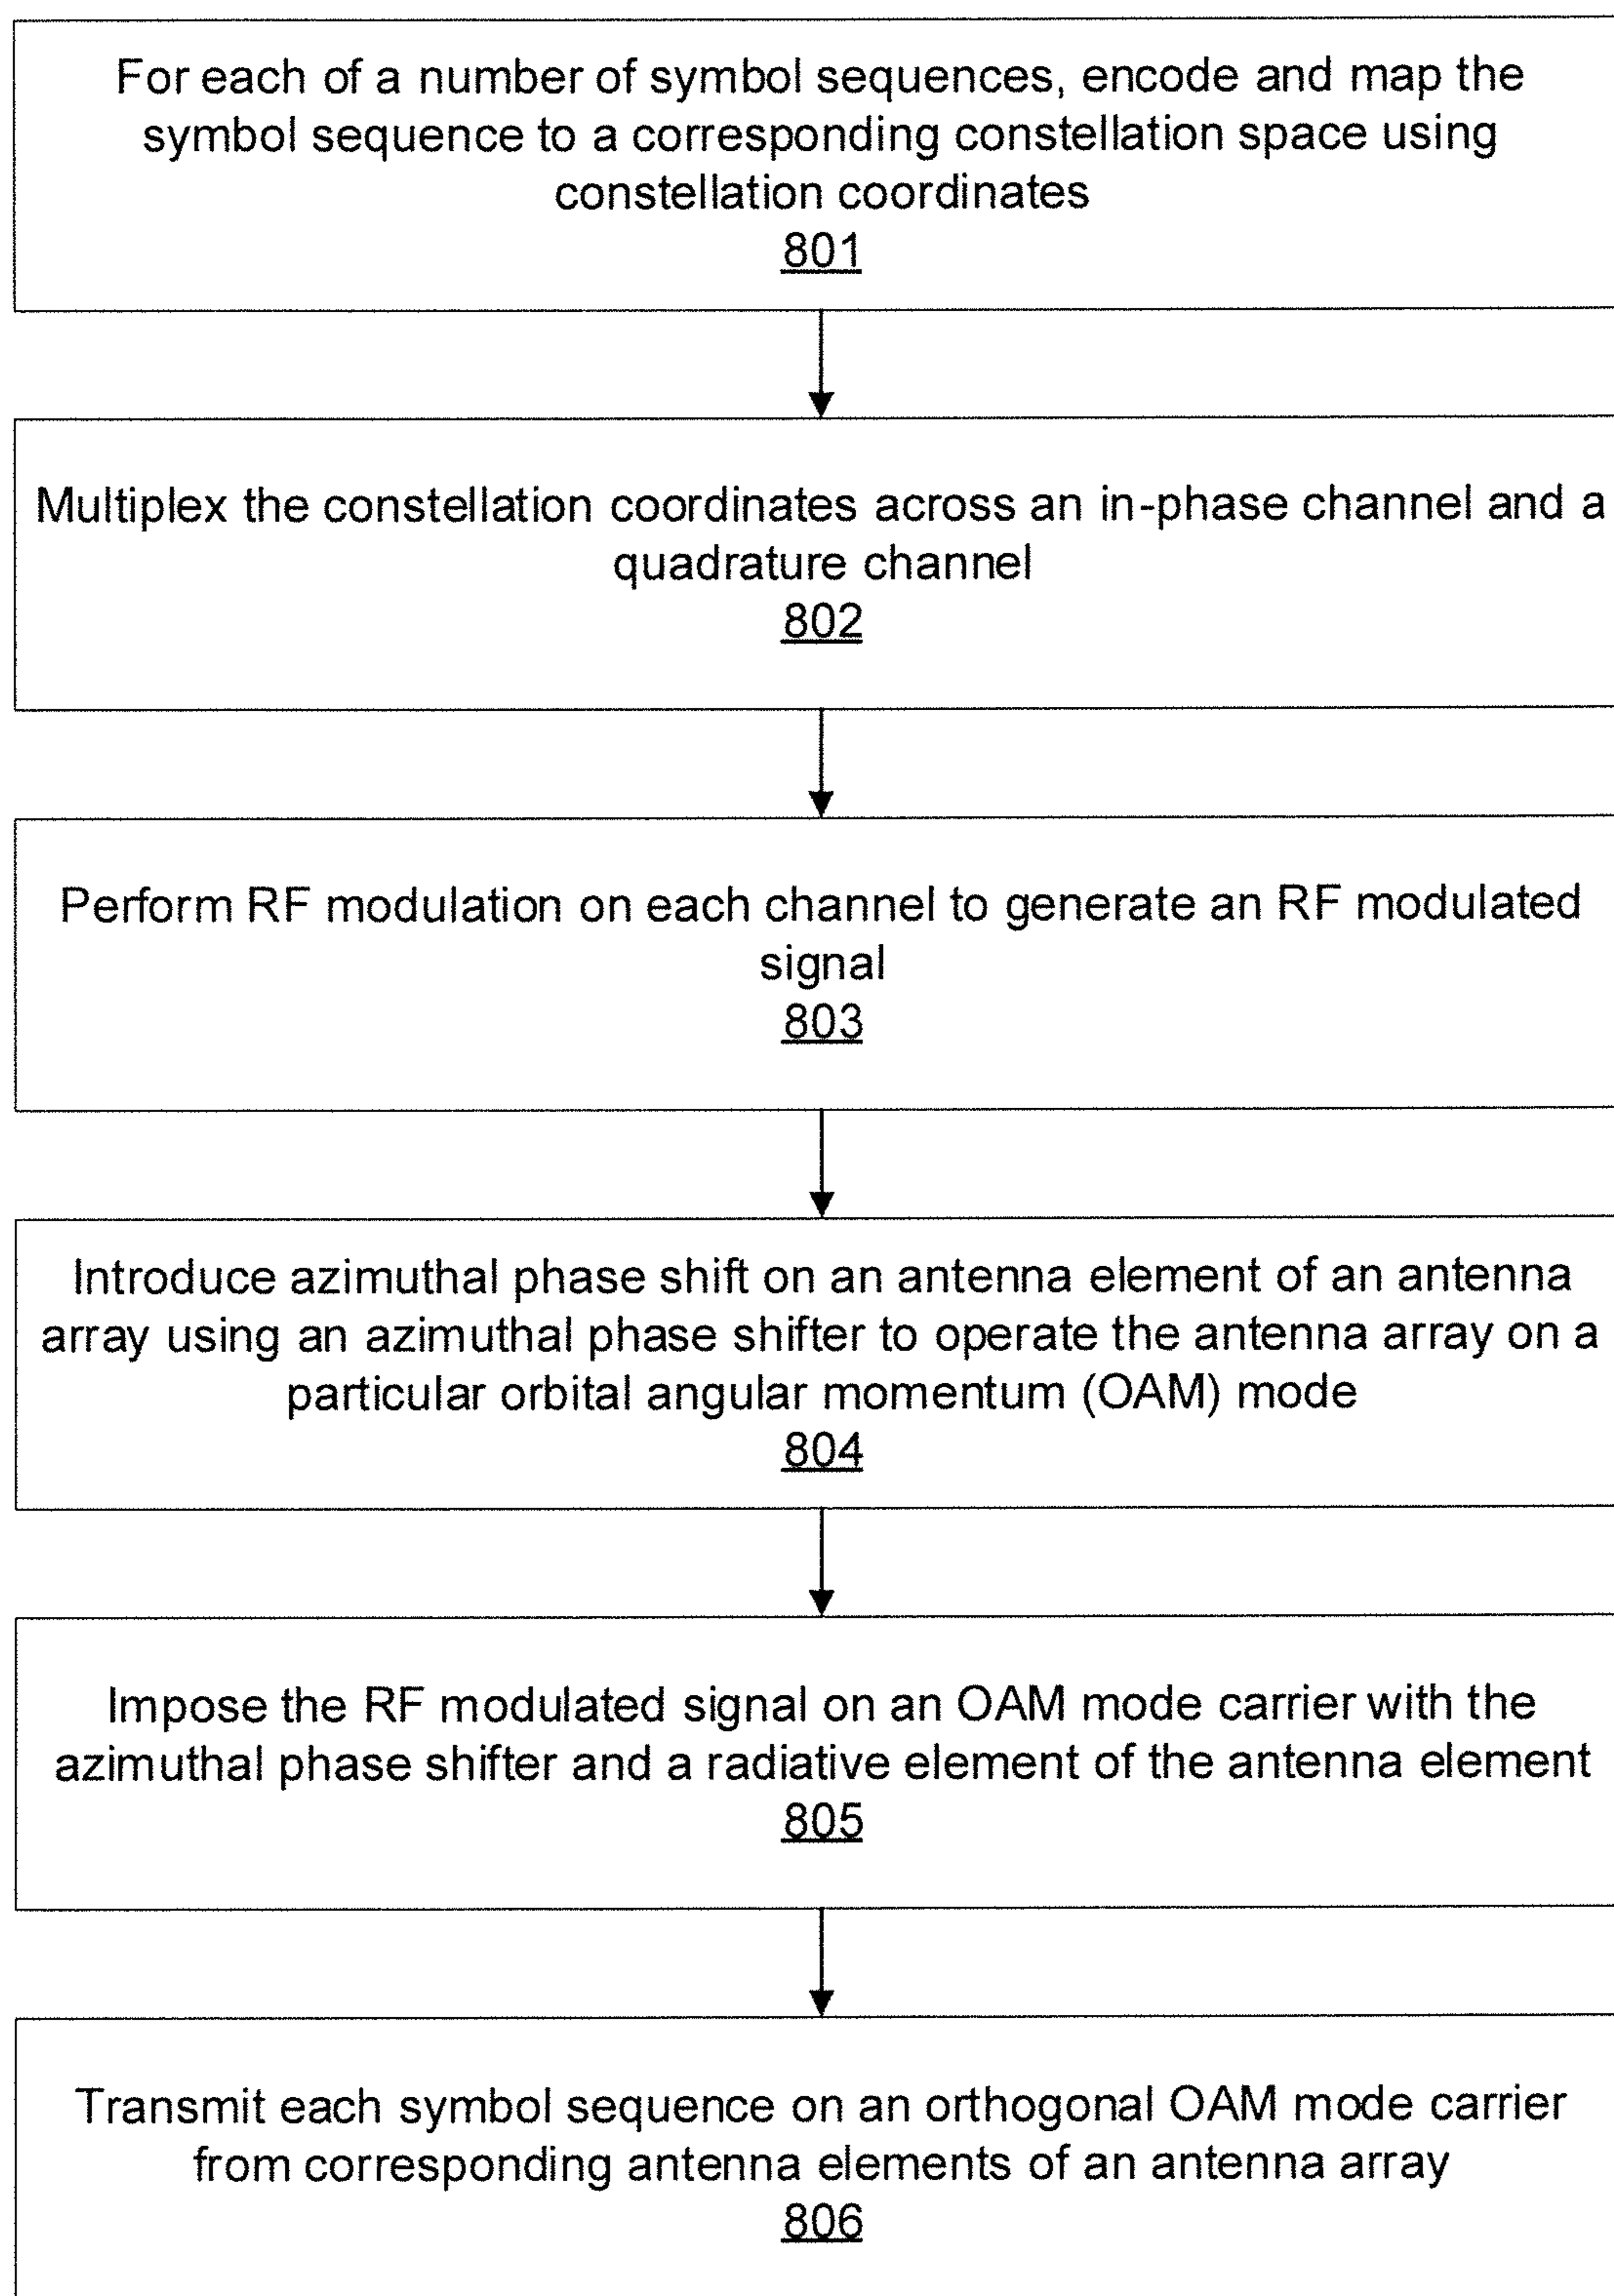 For each of a number of symbol sequences, encode and map the
symbol sequence to a corresponding constellation space using
constellation coordinates
801
Multiplex the constellation coordinates across an in-phase channel and a
quadrature channel
802
Perform RF modulation on each channel to generate an RF modulated
signal
803
Introduce azimuthal phase shift on an antenna element of an antenna
array using an azimuthal phase shifter to operate the antenna array on a
particular orbital angular momentum (OAM) mode
804
Impose the RF modulated signal on an OAM mode carrier with the
azimuthal phase shifter and a radiative element of the antenna element
805
Transmit each symbol sequence on an orthogonal OAM mode carrier
from corresponding antenna elements of an antenna array
806